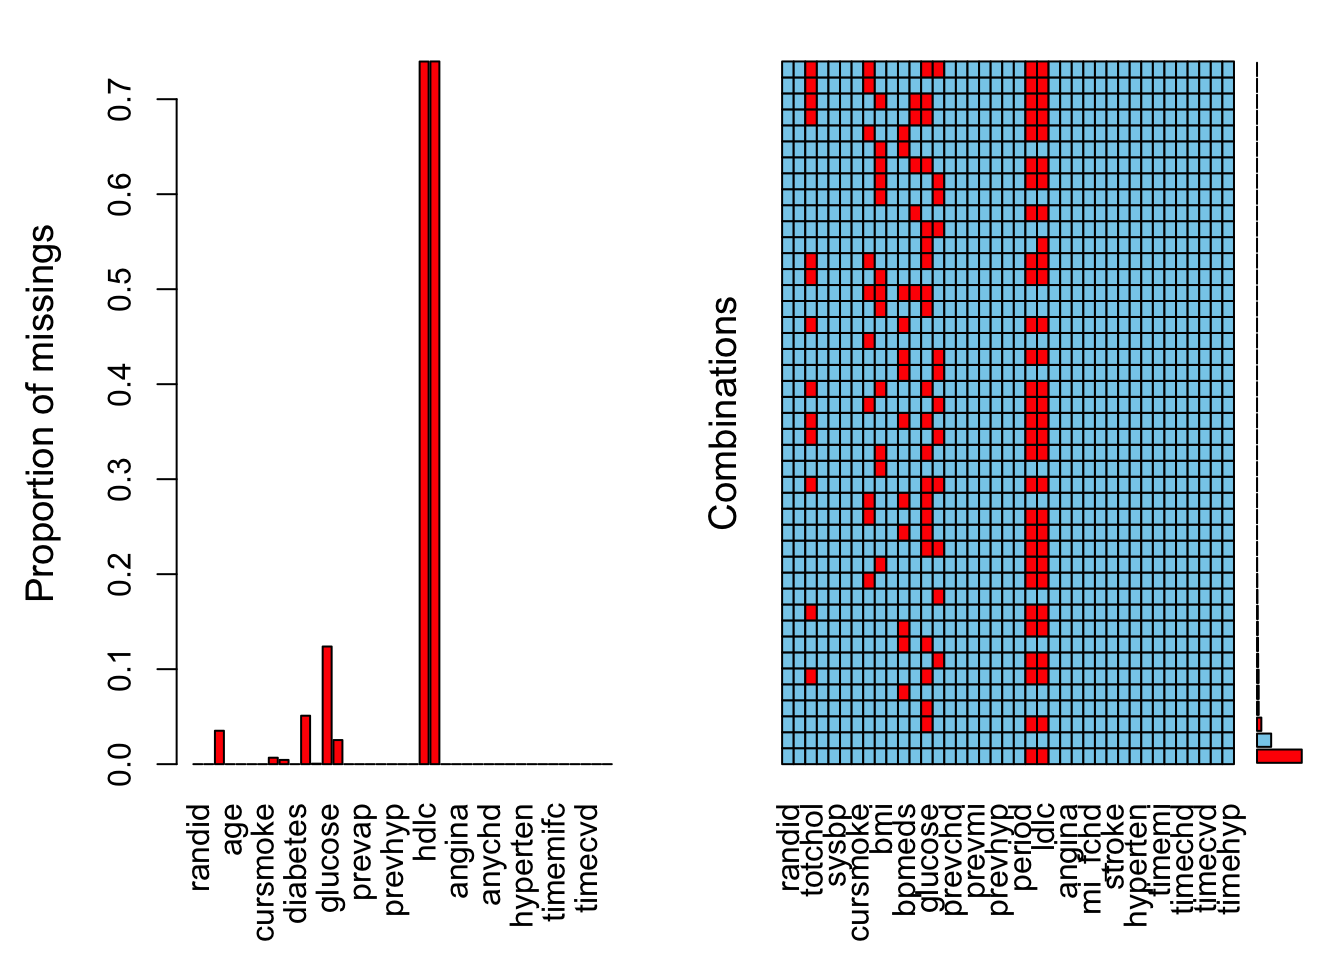 Proportion of missings
0.7
0.6
0.5
0.4
0.3
0.2
0.1
0.0
randid
age
cursmoke
diabetes
glucose
prevap
prevhyp
hdlc
angina
anychd
hyperten
timemifc
timecvd
Combinations
randid
totchol
sysbp
cursmoke
bmi
bpmeds
glucose
prevchd
prevmi
prevhyp
period
ldlc
angina
mi_fchd
stroke
hyperten
timemi
timechd
timecvd
timehyp